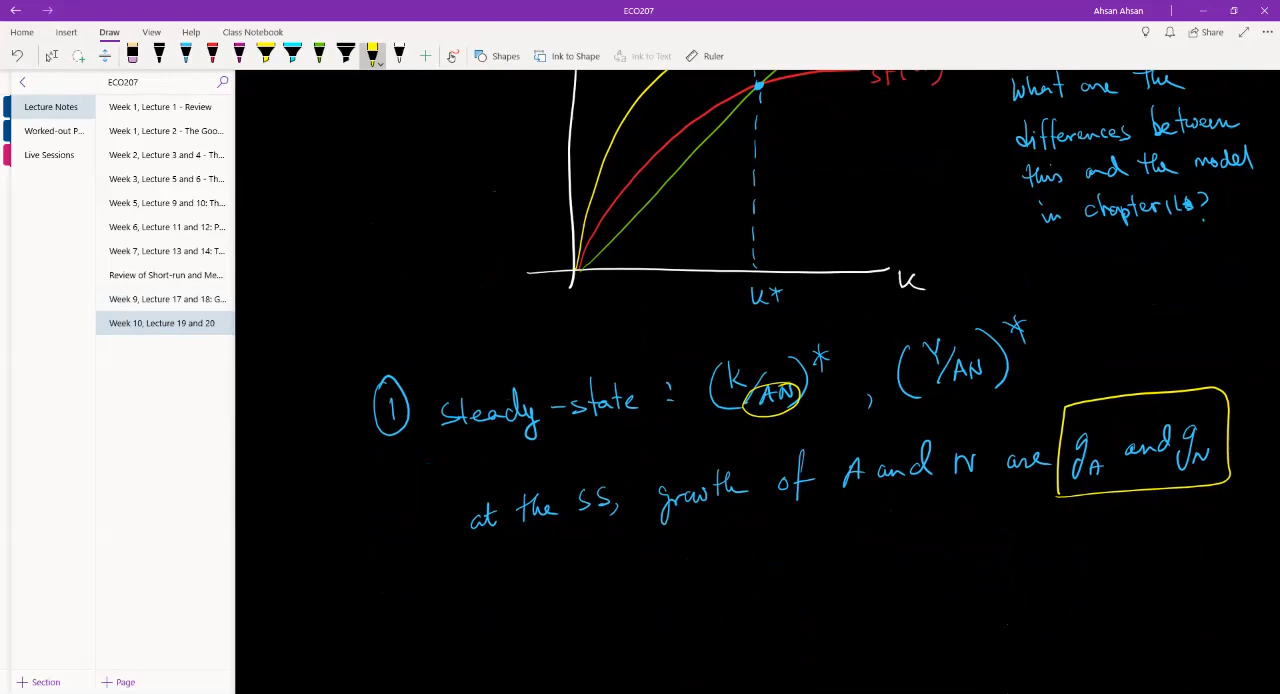 ECO207
Ahsan Ahsan
Home Insert Draw View Help Class Notebook
Share
Shapes Ink to Shape Ink to Text Ruler
ECO207
Lecture Notes
Worked-out P...
Live Sessions
Week 1, Lecture 1 - Review
Week 1, Lecture 2 - The Goo...
Week 2, Lecture 3 and 4 - Th...
Week 3, Lecture 5 and 6 - Th...
Week 5, Lecture 9 and 10: Th...
Week 6, Lecture 11 and 12: P...
Week 7, Lecture 13 and 14: T...
Review of Short-run and Me...
Week 9, Lecture 17 and 18: G...
Week 10, Lecture 19 and 20
+ Section
+ Page
What are the
differences between
this and the model
in chapter
K
K*
① Steady-state : (K/AN)* , (Y/AN)*
at the SS, growth of A and N are g_A and g_N